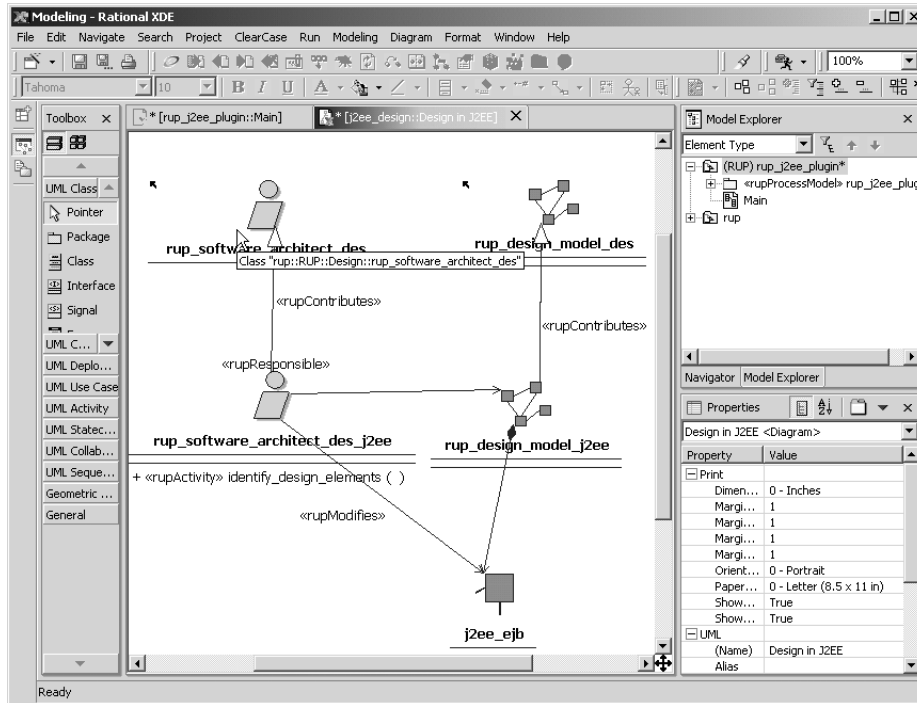 Modeling - Rational XDE
File Edit Navigate Search Project ClearCase Run Modeling Diagram Format Window Help
100%
Tahoma 10 B I U A
Toolbox
UML Class
Pointer
Package
Class
Interface
Signal
UML C...
UML Deplo...
UML Use Case
UML Activity
UML Statec...
UML Collab...
UML Seque...
Geometric ...
General
* [rup_j2ee_plugin::Main] * [j2ee_design::Design in J2EE]
rup_software_architect_des
rup_design_model_des
Class "rup::RUP::Design::rup_software_architect_des"
«rupContributes»
«rupContributes»
«rupResponsible»
rup_software_architect_des_j2ee
rup_design_model_j2ee
+ «rupActivity» identify_design_elements ( )
«rupModifies»
j2ee_ejb
Model Explorer
Element Type
(RUP) rup_j2ee_plugin*
«rupProcessModel» rup_j2ee_plug
Main
rup
Navigator Model Explorer
Properties
Design in J2EE <Diagram>
Property Value
Print
Dimen... 0 - Inches
Margi... 1
Margi... 1
Margi... 1
Margi... 1
Orient... 0 - Portrait
Paper... 0 - Letter (8.5 x 11 in)
Show... True
Show... True
UML
(Name) Design in J2EE
Alias
Ready